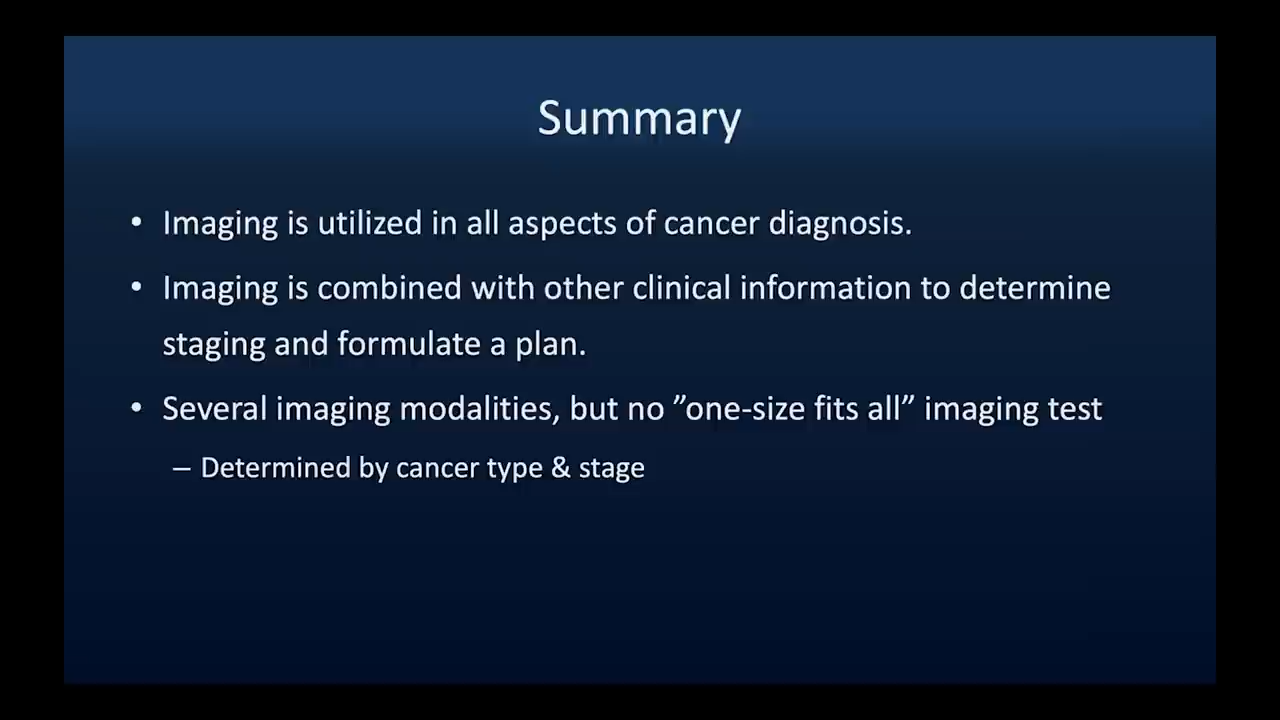 Summary
• Imaging is utilized in all aspects of cancer diagnosis.
• Imaging is combined with other clinical information to determine
staging and formulate a plan.
• Several imaging modalities, but no ”one-size fits all” imaging test
– Determined by cancer type & stage